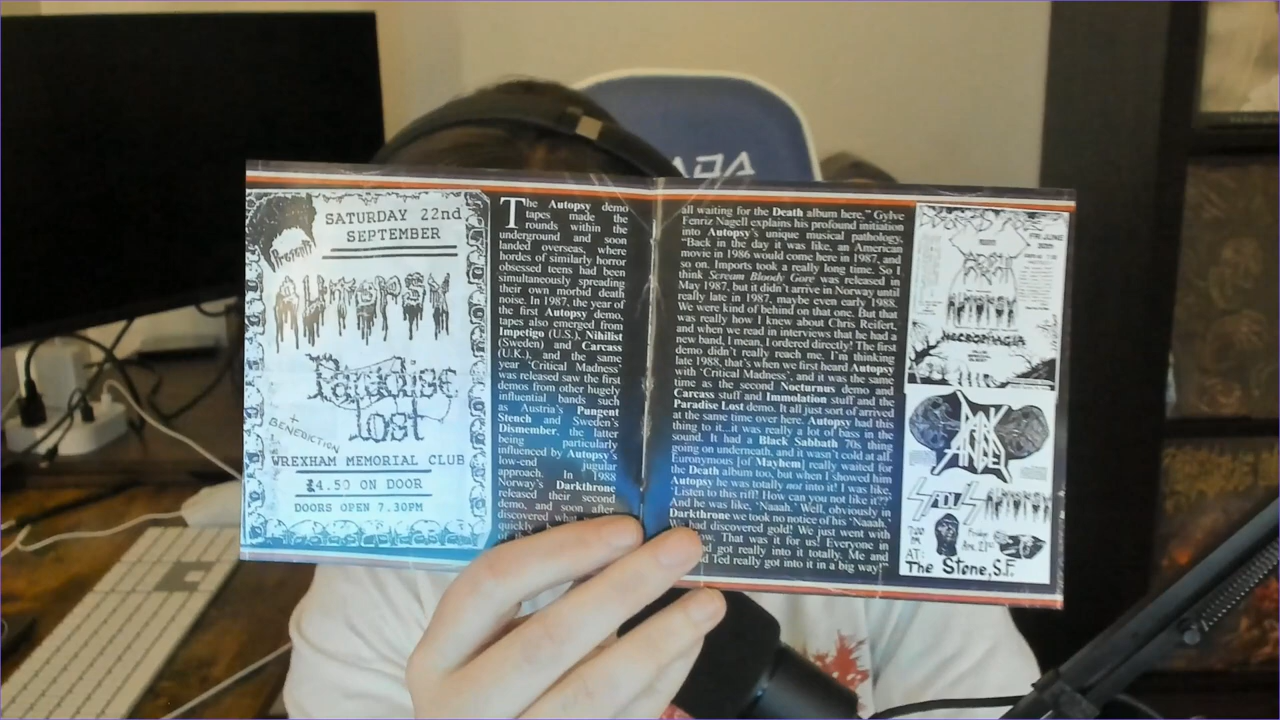 SATURDAY 22nd
SEPTEMBER
Presents
AUTOPSY
Paradise
Lost
+ BENEDICTION
WREXHAM MEMORIAL CLUB
£4.50 ON DOOR
DOORS OPEN 7.30PM
The Autopsy demo
tapes made the
rounds within the
underground and soon
landed overseas, where
hordes of similarly horror
obsessed teens had been
simultaneously spreading
their own morbid death
noise. In 1987, the year of
the first Autopsy demo,
tapes also emerged from
Impetigo (U.S.), Nihilist
(Sweden) and Carcass
(U.K.), and the same
year 'Critical Madness'
was released saw the first
demos from other hugely
influential bands such
as Austria's Pungent
Stench and Sweden's
Dismember, the latter
being particularly
influenced by Autopsy's
low-end jugular
approach. In 1988
Norway's Darkthrone
released their second
demo, and soon after
discovered what
quickly
of th
all waiting for the Death album here," Gylve
Fenriz Nagell explains his profound initiation
into Autopsy's unique musical pathology.
"Back in the day it was like, an American
movie in 1986 would come here in 1987, and
so on. Imports took a really long time. So I
think Scream Bloody Gore was released in
May 1987, but it didn't arrive in Norway until
really late in 1987, maybe even early 1988.
We were kind of behind on that one. But that
was really how I knew about Chris Reifert,
and when we read in interviews that he had a
new band, I mean, I ordered directly! The first
demo didn't really reach me. I'm thinking
late 1988, that's when we first heard Autopsy
with 'Critical Madness', and it was the same
time as the second Nocturnus demo and
Carcass stuff and Immolation stuff and the
Paradise Lost demo. It all just sort of arrived
at the same time over here. Autopsy had this
thing to it...it was really a lot of bass in the
sound. It had a Black Sabbath 70s thing
going on underneath, and it wasn't cold at all.
Euronymous [of Mayhem] really waited for
the Death album too, but when I showed him
Autopsy he was totally not into it! I was like,
'Listen to this riff! How can you not like it??'
And he was like, 'Naaah.' Well, obviously in
Darkthrone we took no notice of his 'Naaah.'
We had discovered gold! We just went with
ow. That was it for us! Everyone in
nd got really into it totally. Me and
d Ted really got into it in a big way!"
FRI JUNE
AUTOPSY
NECROPHAGIA
DARK
ANGEL
SADUS
AUTOPSY
7:00
PM
Friday
AT:
The Stone, S.F.